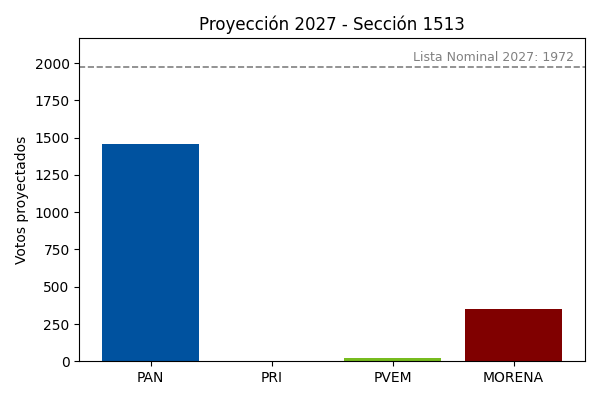 Proyección 2027 - Sección 1513
Lista Nominal 2027: 1972
Votos proyectados
2000
1750
1500
1250
1000
750
500
250
0
PAN
PRI
PVEM
MORENA